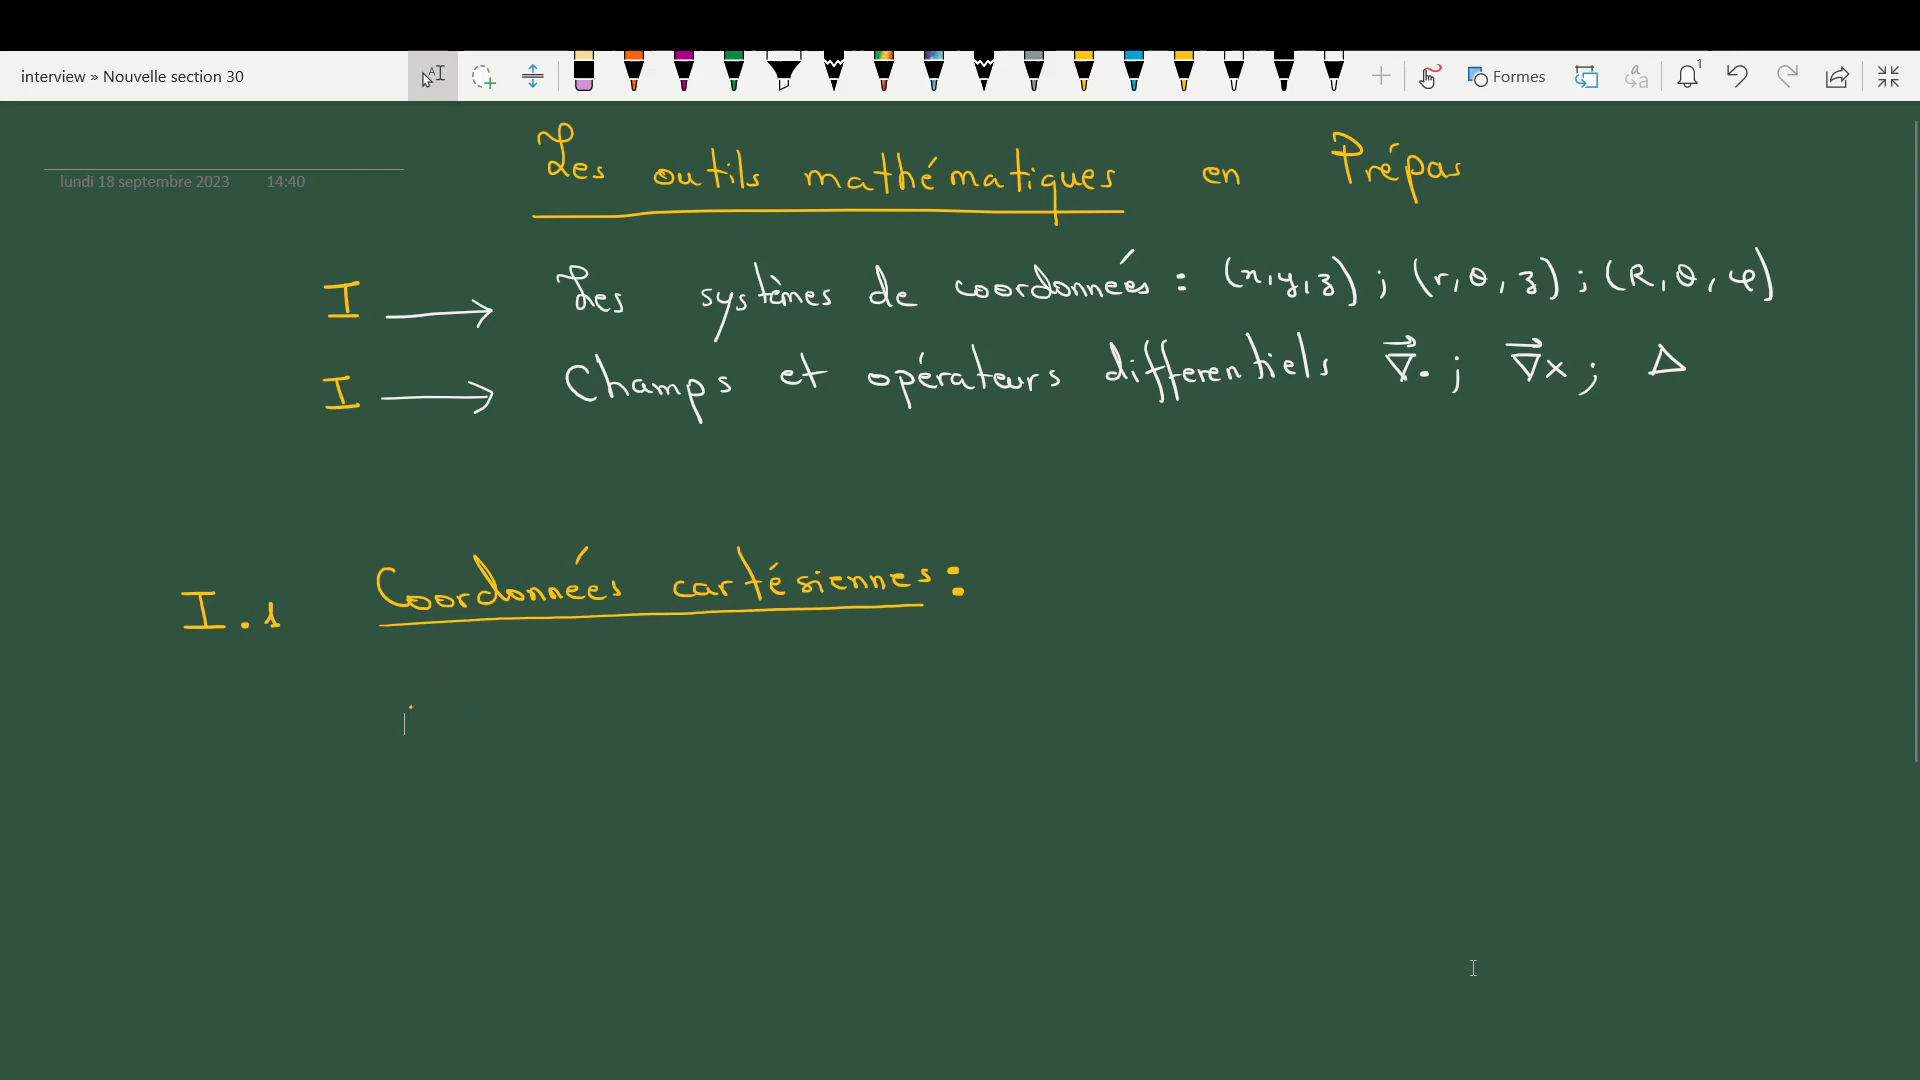 interview » Nouvelle section 30
Formes
1
Les outils mathématiques en Prépas
lundi 18 septembre 2023 14:40
I → Les systèmes de coordonnées : (x,y,z) ; (r,θ,z) ; (R,θ,φ)
I → Champs et opérateurs differentiels ∇⃗. ; ∇⃗× ; Δ
I.1 Coordonnées cartésiennes :